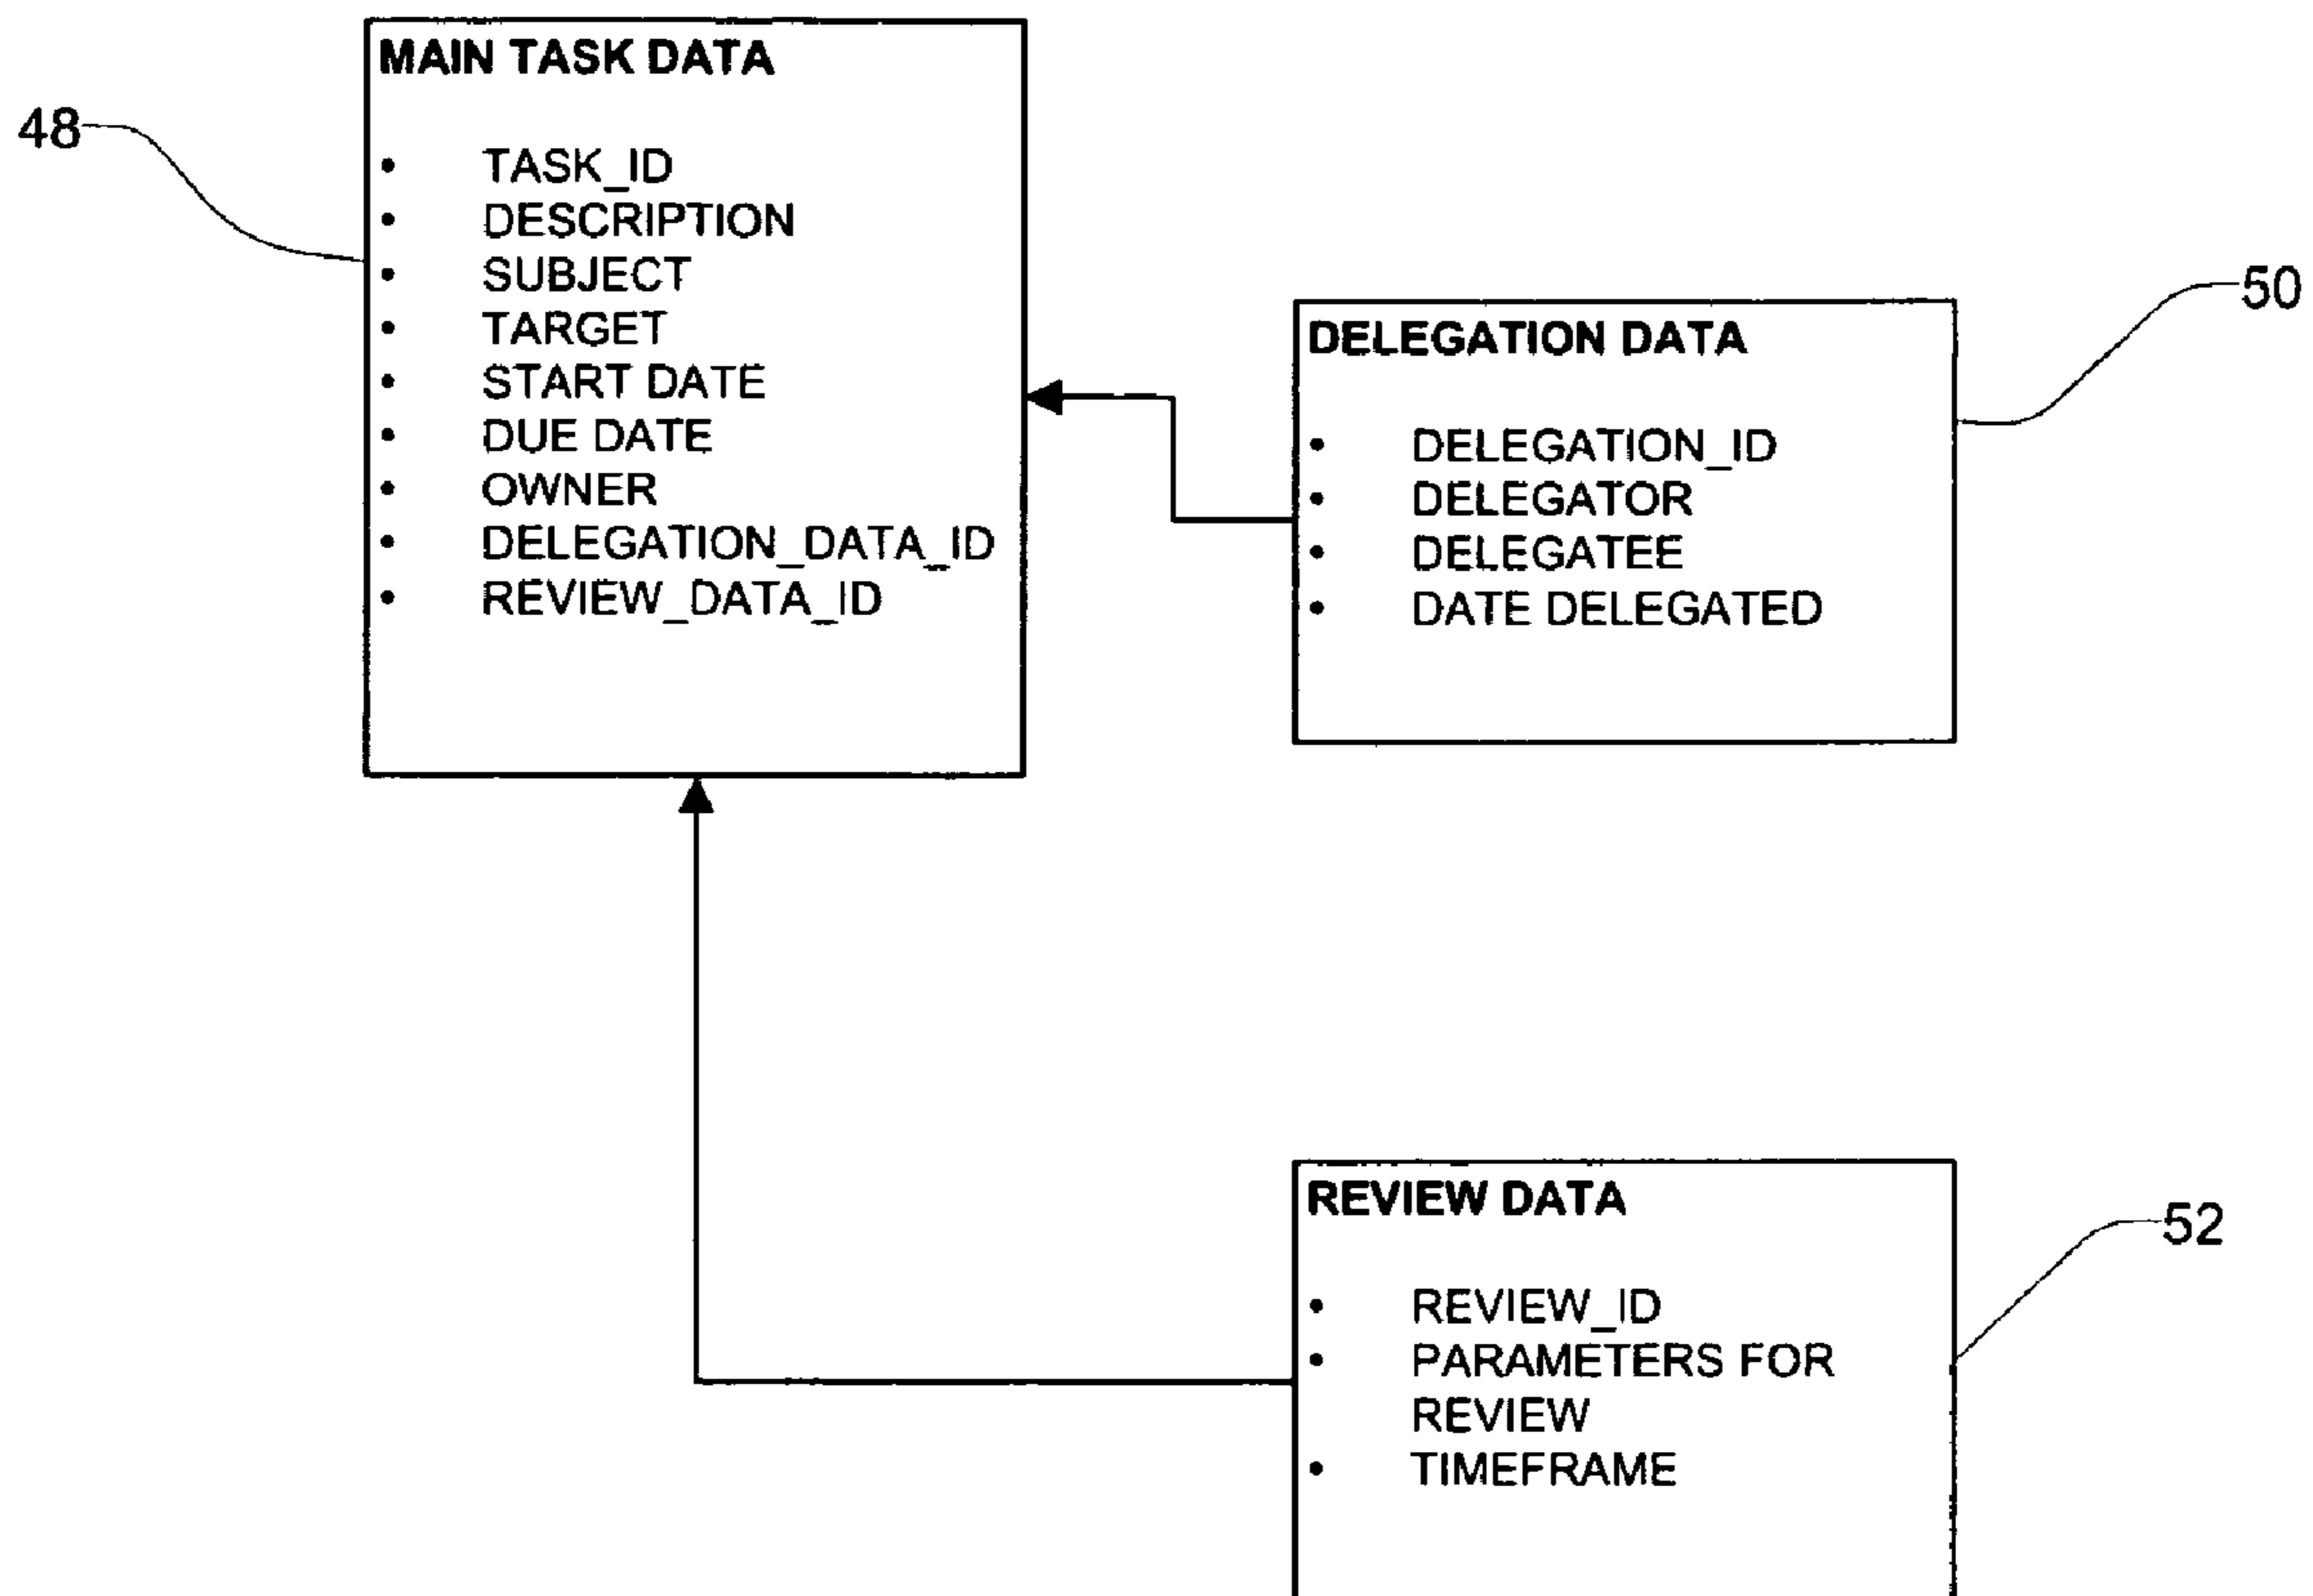 MAIN TASK DATA
48
• TASK_ID
• DESCRIPTION
• SUBJECT
• TARGET
• START DATE
• DUE DATE
• OWNER
• DELEGATION_DATA_ID
• REVIEW_DATA_ID
50
DELEGATION DATA
• DELEGATION_ID
• DELEGATOR
• DELEGATEE
• DATE DELEGATED
REVIEW DATA
52
• REVIEW_ID
• PARAMETERS FOR
REVIEW
• TIMEFRAME